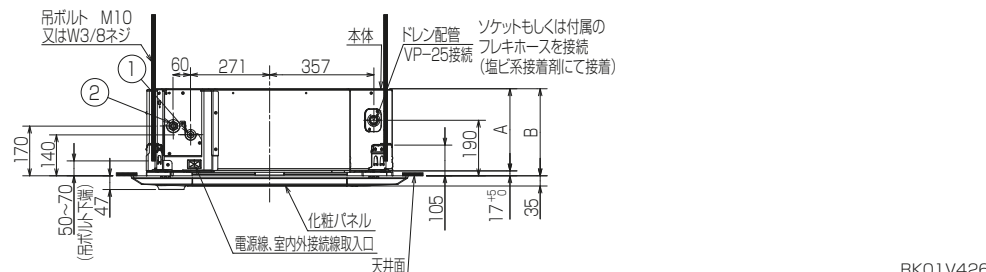 吊ボルト M10
又はW3/8ネジ
本体
ドレン配管
VP-25接続
ソケットもしくは付属の
フレキホースを接続
(塩ビ系接着剤にて接着)
①
②
60
271
357
170
140
190
A
B
50~70
(吊ボルト下端)
47
105
17+5 0
35
化粧パネル
電源線、室内外接続線取入口
天井面
RK01V426